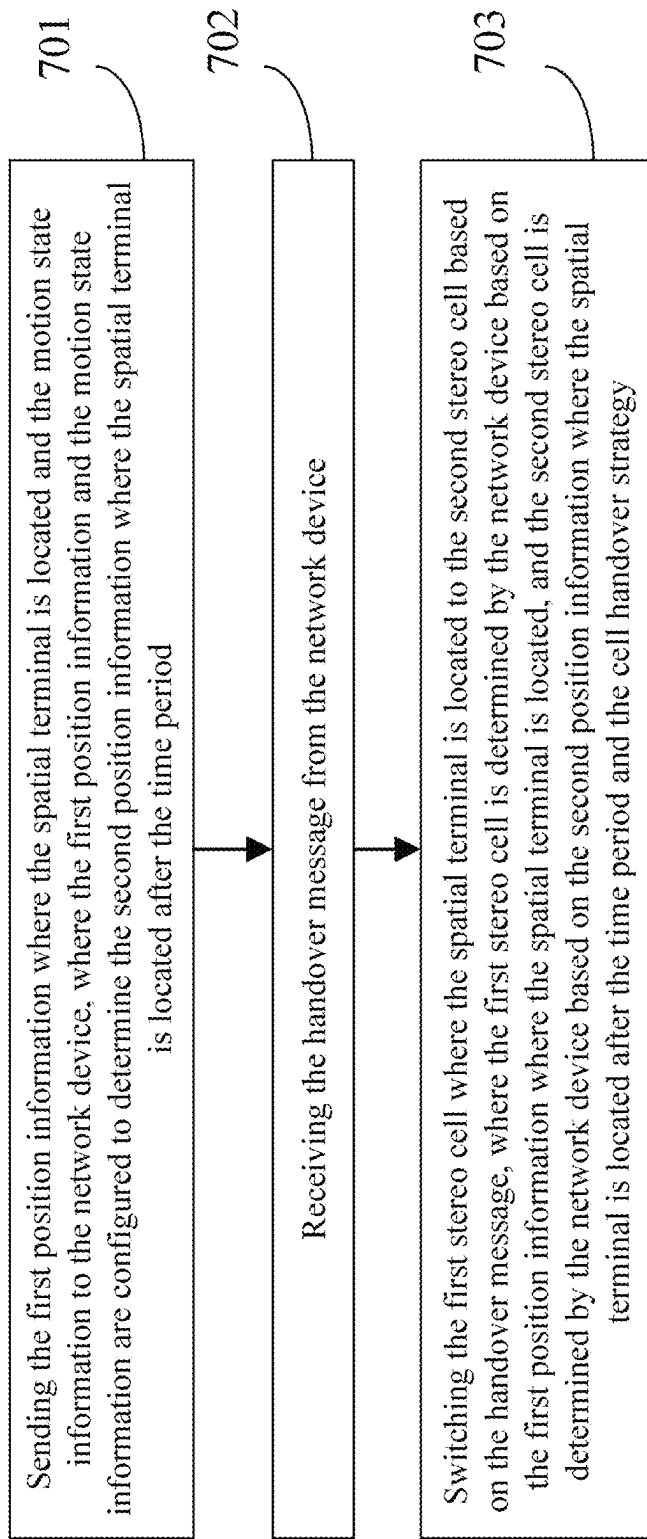 Sending the first position information where the spatial terminal is located and the motion state
information to the network device, where the first position information and the motion state
information are configured to determine the second position information where the spatial terminal
is located after the time period
701
Receiving the handover message from the network device
702
Switching the first stereo cell where the spatial terminal is located to the second stereo cell based
on the handover message, where the first stereo cell is determined by the network device based on
the first position information where the spatial terminal is located, and the second stereo cell is
determined by the network device based on the second position information where the spatial
terminal is located after the time period and the cell handover strategy
703